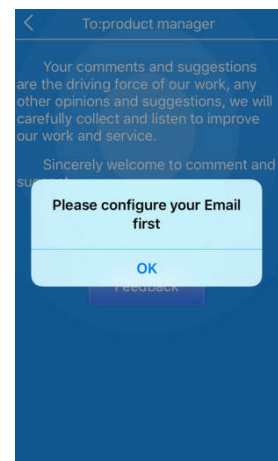 To:product manager
Your comments and suggestions
are the driving force of our work, any
other opinions and suggestions, we will
carefully collect and listen to improve
our work and service.
Sincerely welcome to comment and
Please configure your Email
first
OK
Feedback